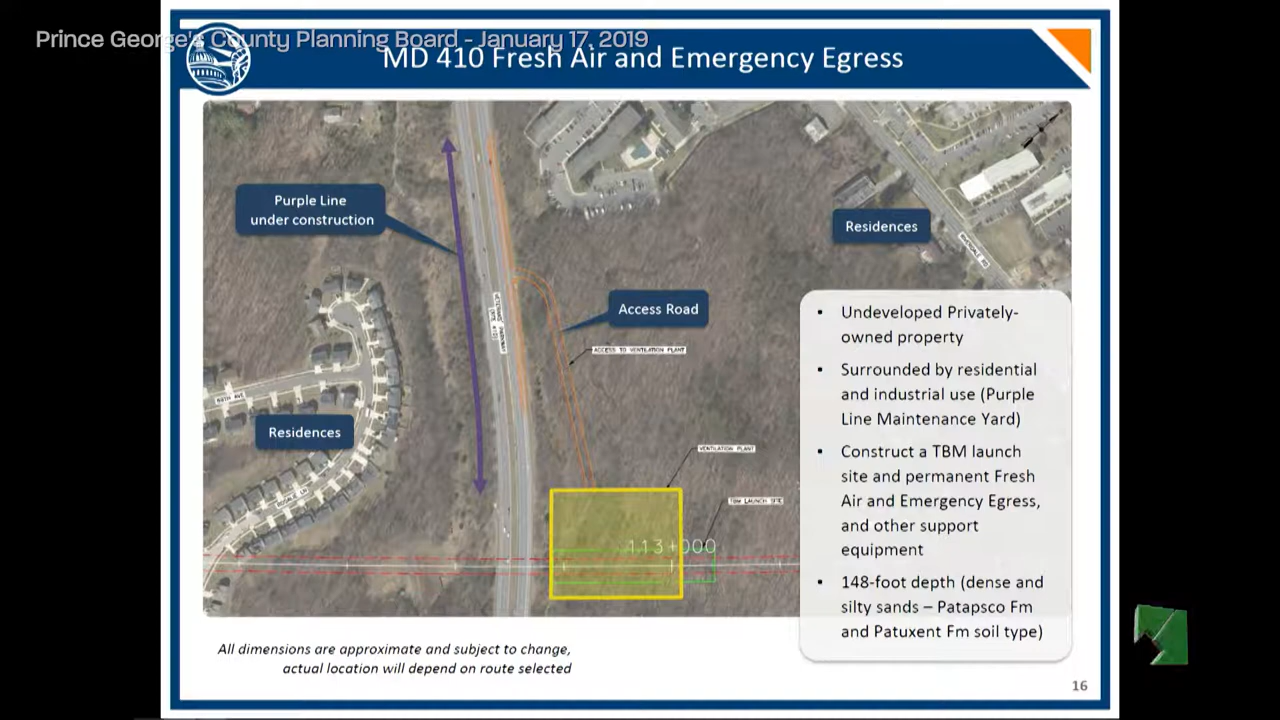 Prince George's County Planning Board - January 17, 2019
MD 410 Fresh Air and Emergency Egress
Purple Line
under construction
Residences
Access Road
ACCESS TO VENTILATION PLANT
Residences
VENTILATION PLANT
TBM LAUNCH SITE
113+000
• Undeveloped Privately-
owned property
• Surrounded by residential
and industrial use (Purple
Line Maintenance Yard)
• Construct a TBM launch
site and permanent Fresh
Air and Emergency Egress,
and other support
equipment
• 148-foot depth (dense and
silty sands – Patapsco Fm
and Patuxent Fm soil type)
All dimensions are approximate and subject to change,
actual location will depend on route selected
16